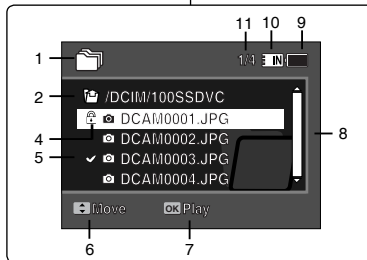 11 10 9
1 1/4 IN
2 /DCIM/100SSDVC
4 DCAM0001.JPG
DCAM0002.JPG 8
5 DCAM0003.JPG
DCAM0004.JPG
Move OK Play
6 7